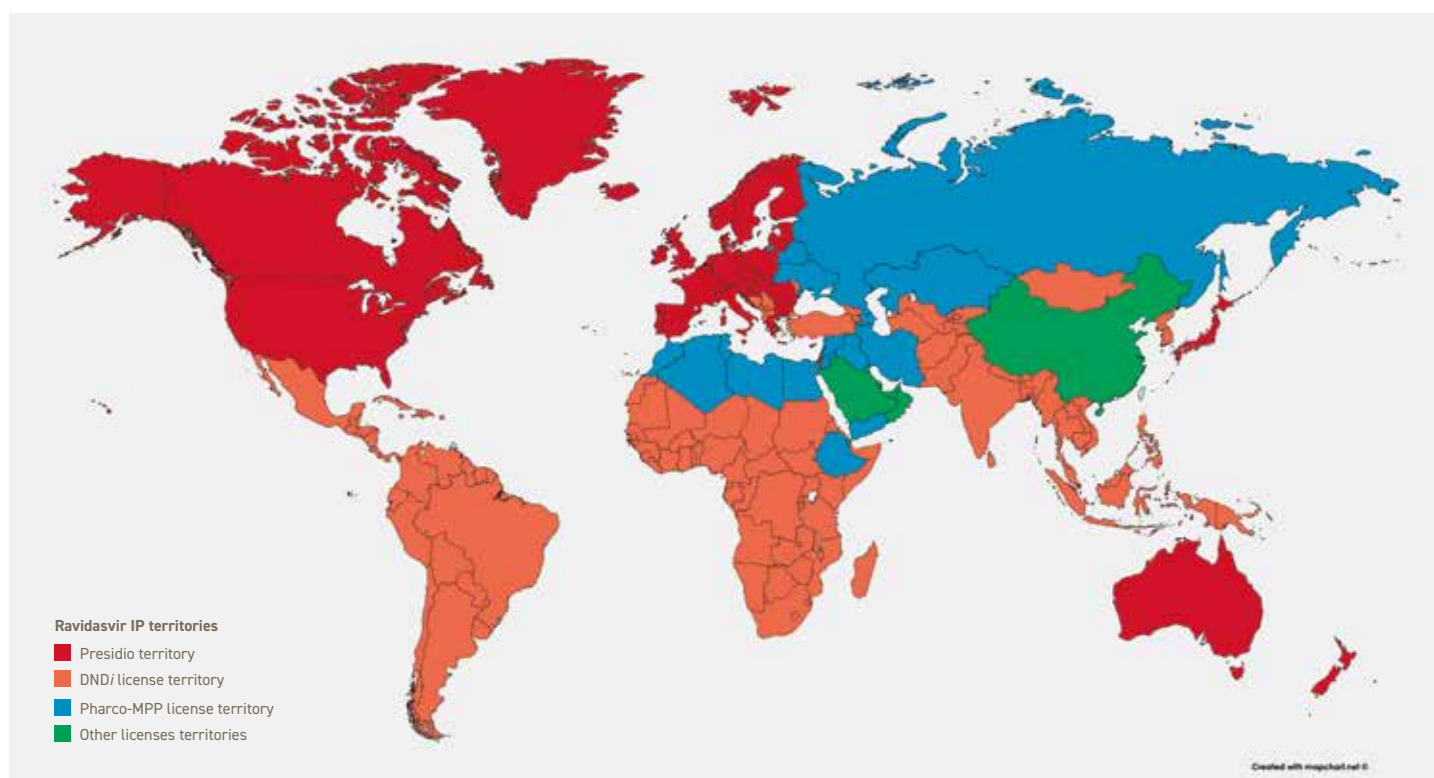 Ravidasvir IP territories
Presidio territory
DNDi license territory
Pharco-MPP license territory
Other licenses territories
Created with mapchart.net ©